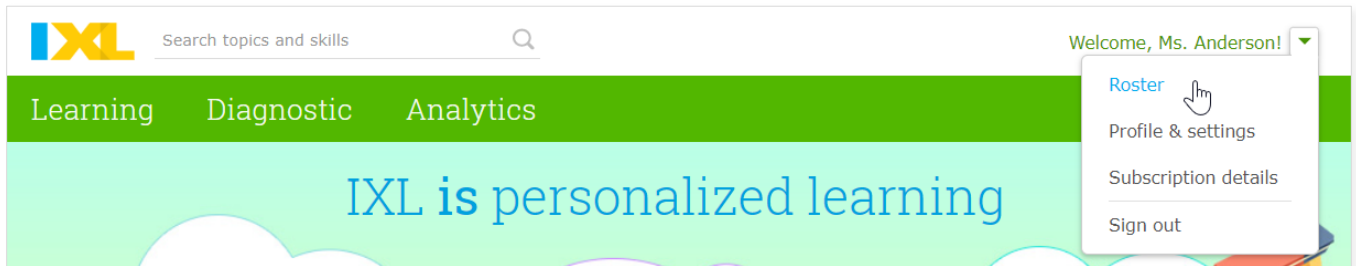 IXL
Search topics and skills
Welcome, Ms. Anderson!
Learning Diagnostic Analytics
Roster
Profile & settings
Subscription details
Sign out
IXL is personalized learning